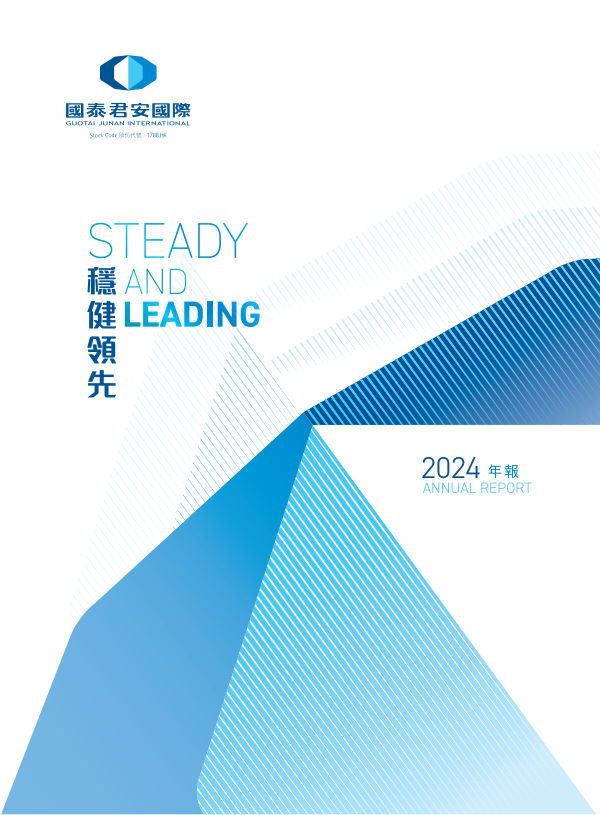 國泰君安國際
GUOTAI JUNAN INTERNATIONAL
Stock Code 股份代號：1788.HK
STEADY
AND
LEADING
穩健領先
2024 年報
ANNUAL REPORT